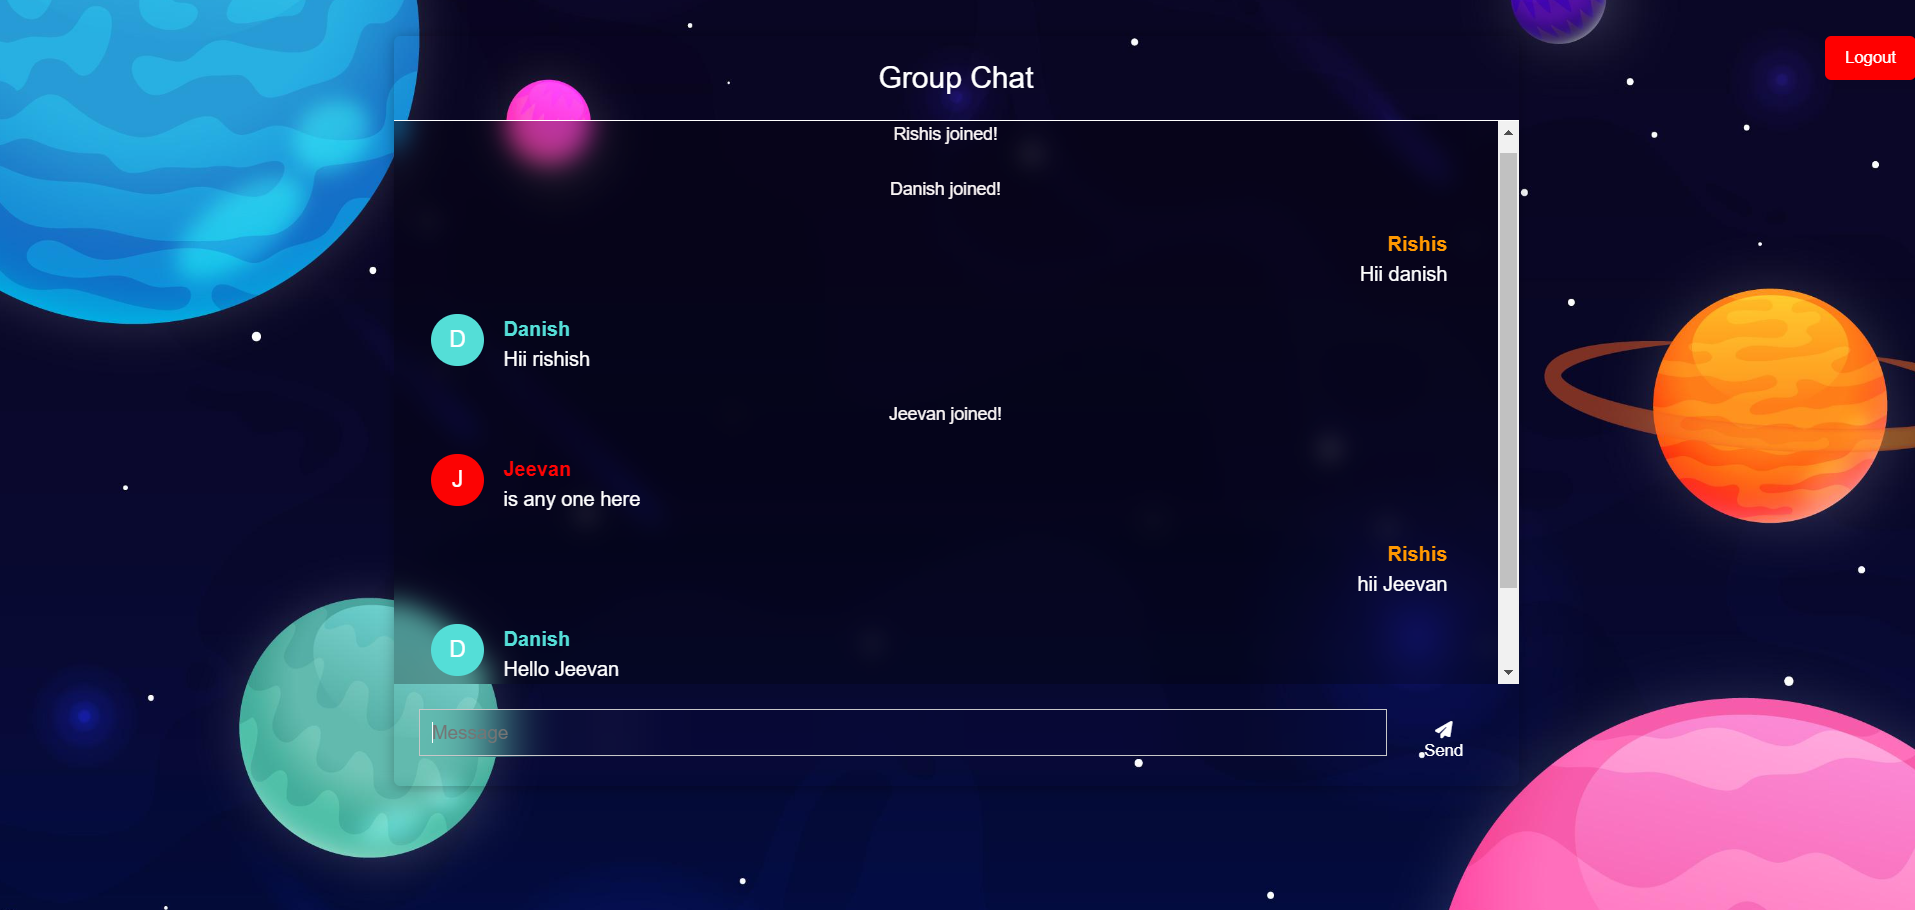 Logout
Group Chat
Rishis joined!
Danish joined!
Rishis
Hii danish
D
Danish
Hii rishish
Jeevan joined!
J
Jeevan
is any one here
Rishis
hii Jeevan
D
Danish
Hello Jeevan
Message
Send